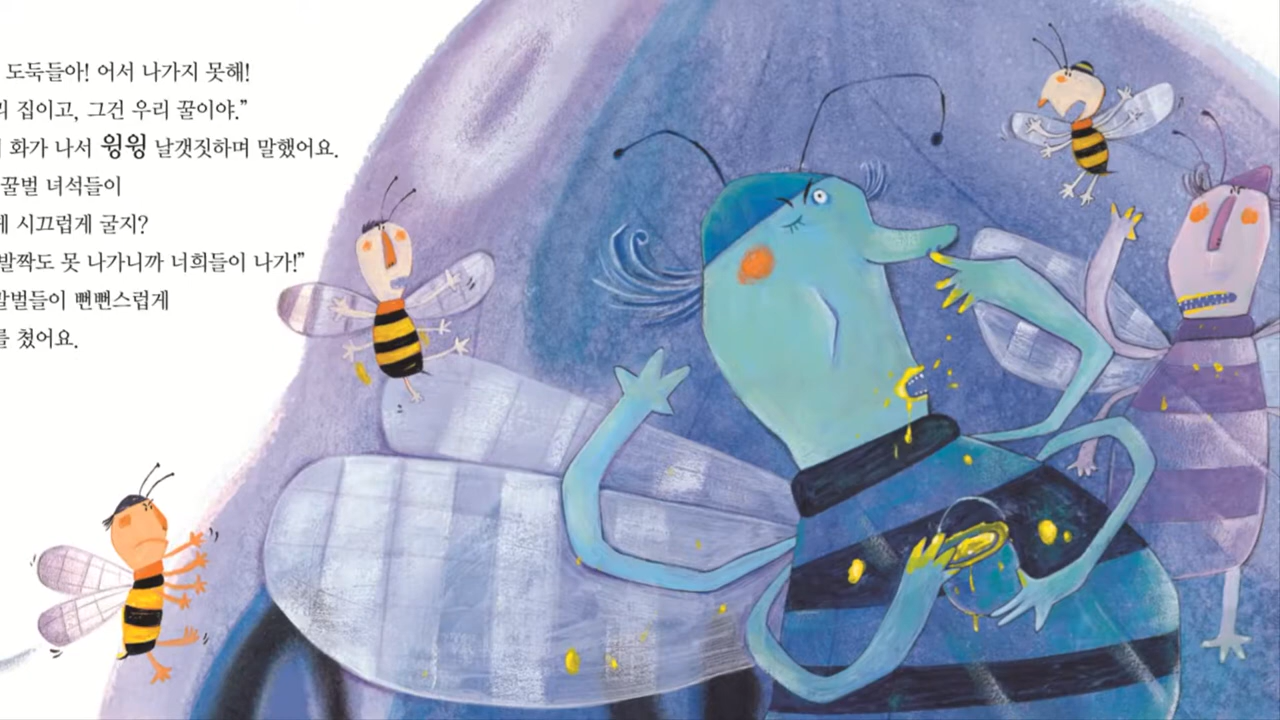 도둑들아! 어서 나가지 못해!
집이고, 그건 우리 꿀이야.”
화가 나서 윙윙 날갯짓하며 말했어요.
꿀벌 녀석들이
시끄럽게 굴지?
발짝도 못 나가니까 너희들이 나가!”
말벌들이 뻔뻔스럽게
쳤어요.